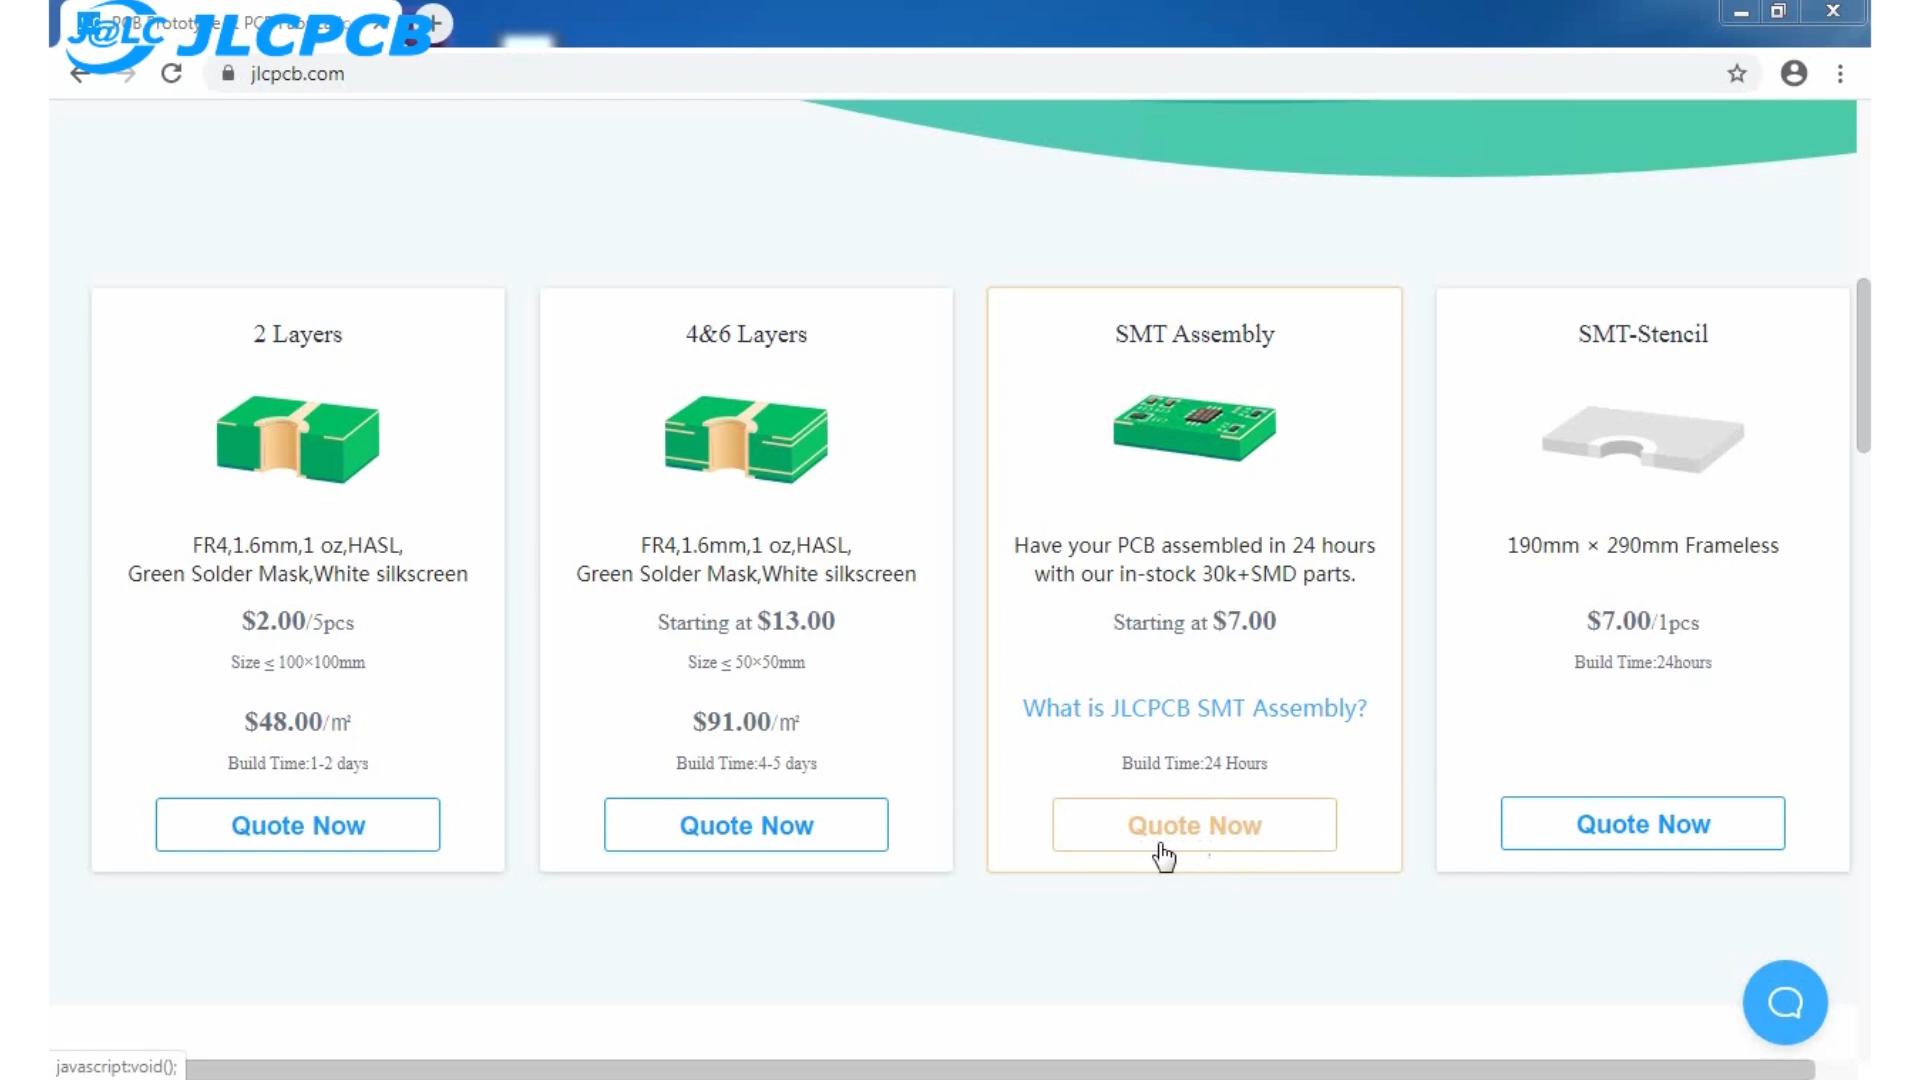 J@LC JLCPCB
jlcpcb.com
2 Layers
FR4,1.6mm,1 oz,HASL,
Green Solder Mask,White silkscreen
$2.00/5pcs
Size ≤ 100×100mm
$48.00/㎡
Build Time:1-2 days
Quote Now
4&6 Layers
FR4,1.6mm,1 oz,HASL,
Green Solder Mask,White silkscreen
Starting at $13.00
Size ≤ 50×50mm
$91.00/㎡
Build Time:4-5 days
Quote Now
SMT Assembly
Have your PCB assembled in 24 hours
with our in-stock 30k+SMD parts.
Starting at $7.00
What is JLCPCB SMT Assembly?
Build Time:24 Hours
Quote Now
SMT-Stencil
190mm × 290mm Frameless
$7.00/1pcs
Build Time:24hours
Quote Now
javascript:void();